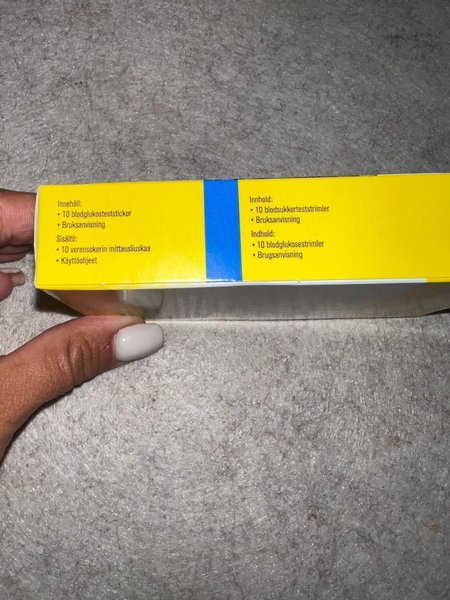 Innehåll:
• 10 blodglukosteststickor
• Bruksanvisning
Sisältö:
• 10 verensokerin mittausliuskaa
• Käyttöohjeet
Innhold:
• 10 blodsukkerteststrimler
• Bruksanvisning
Indhold:
• 10 blodglukosestrimler
• Brugsanvisning